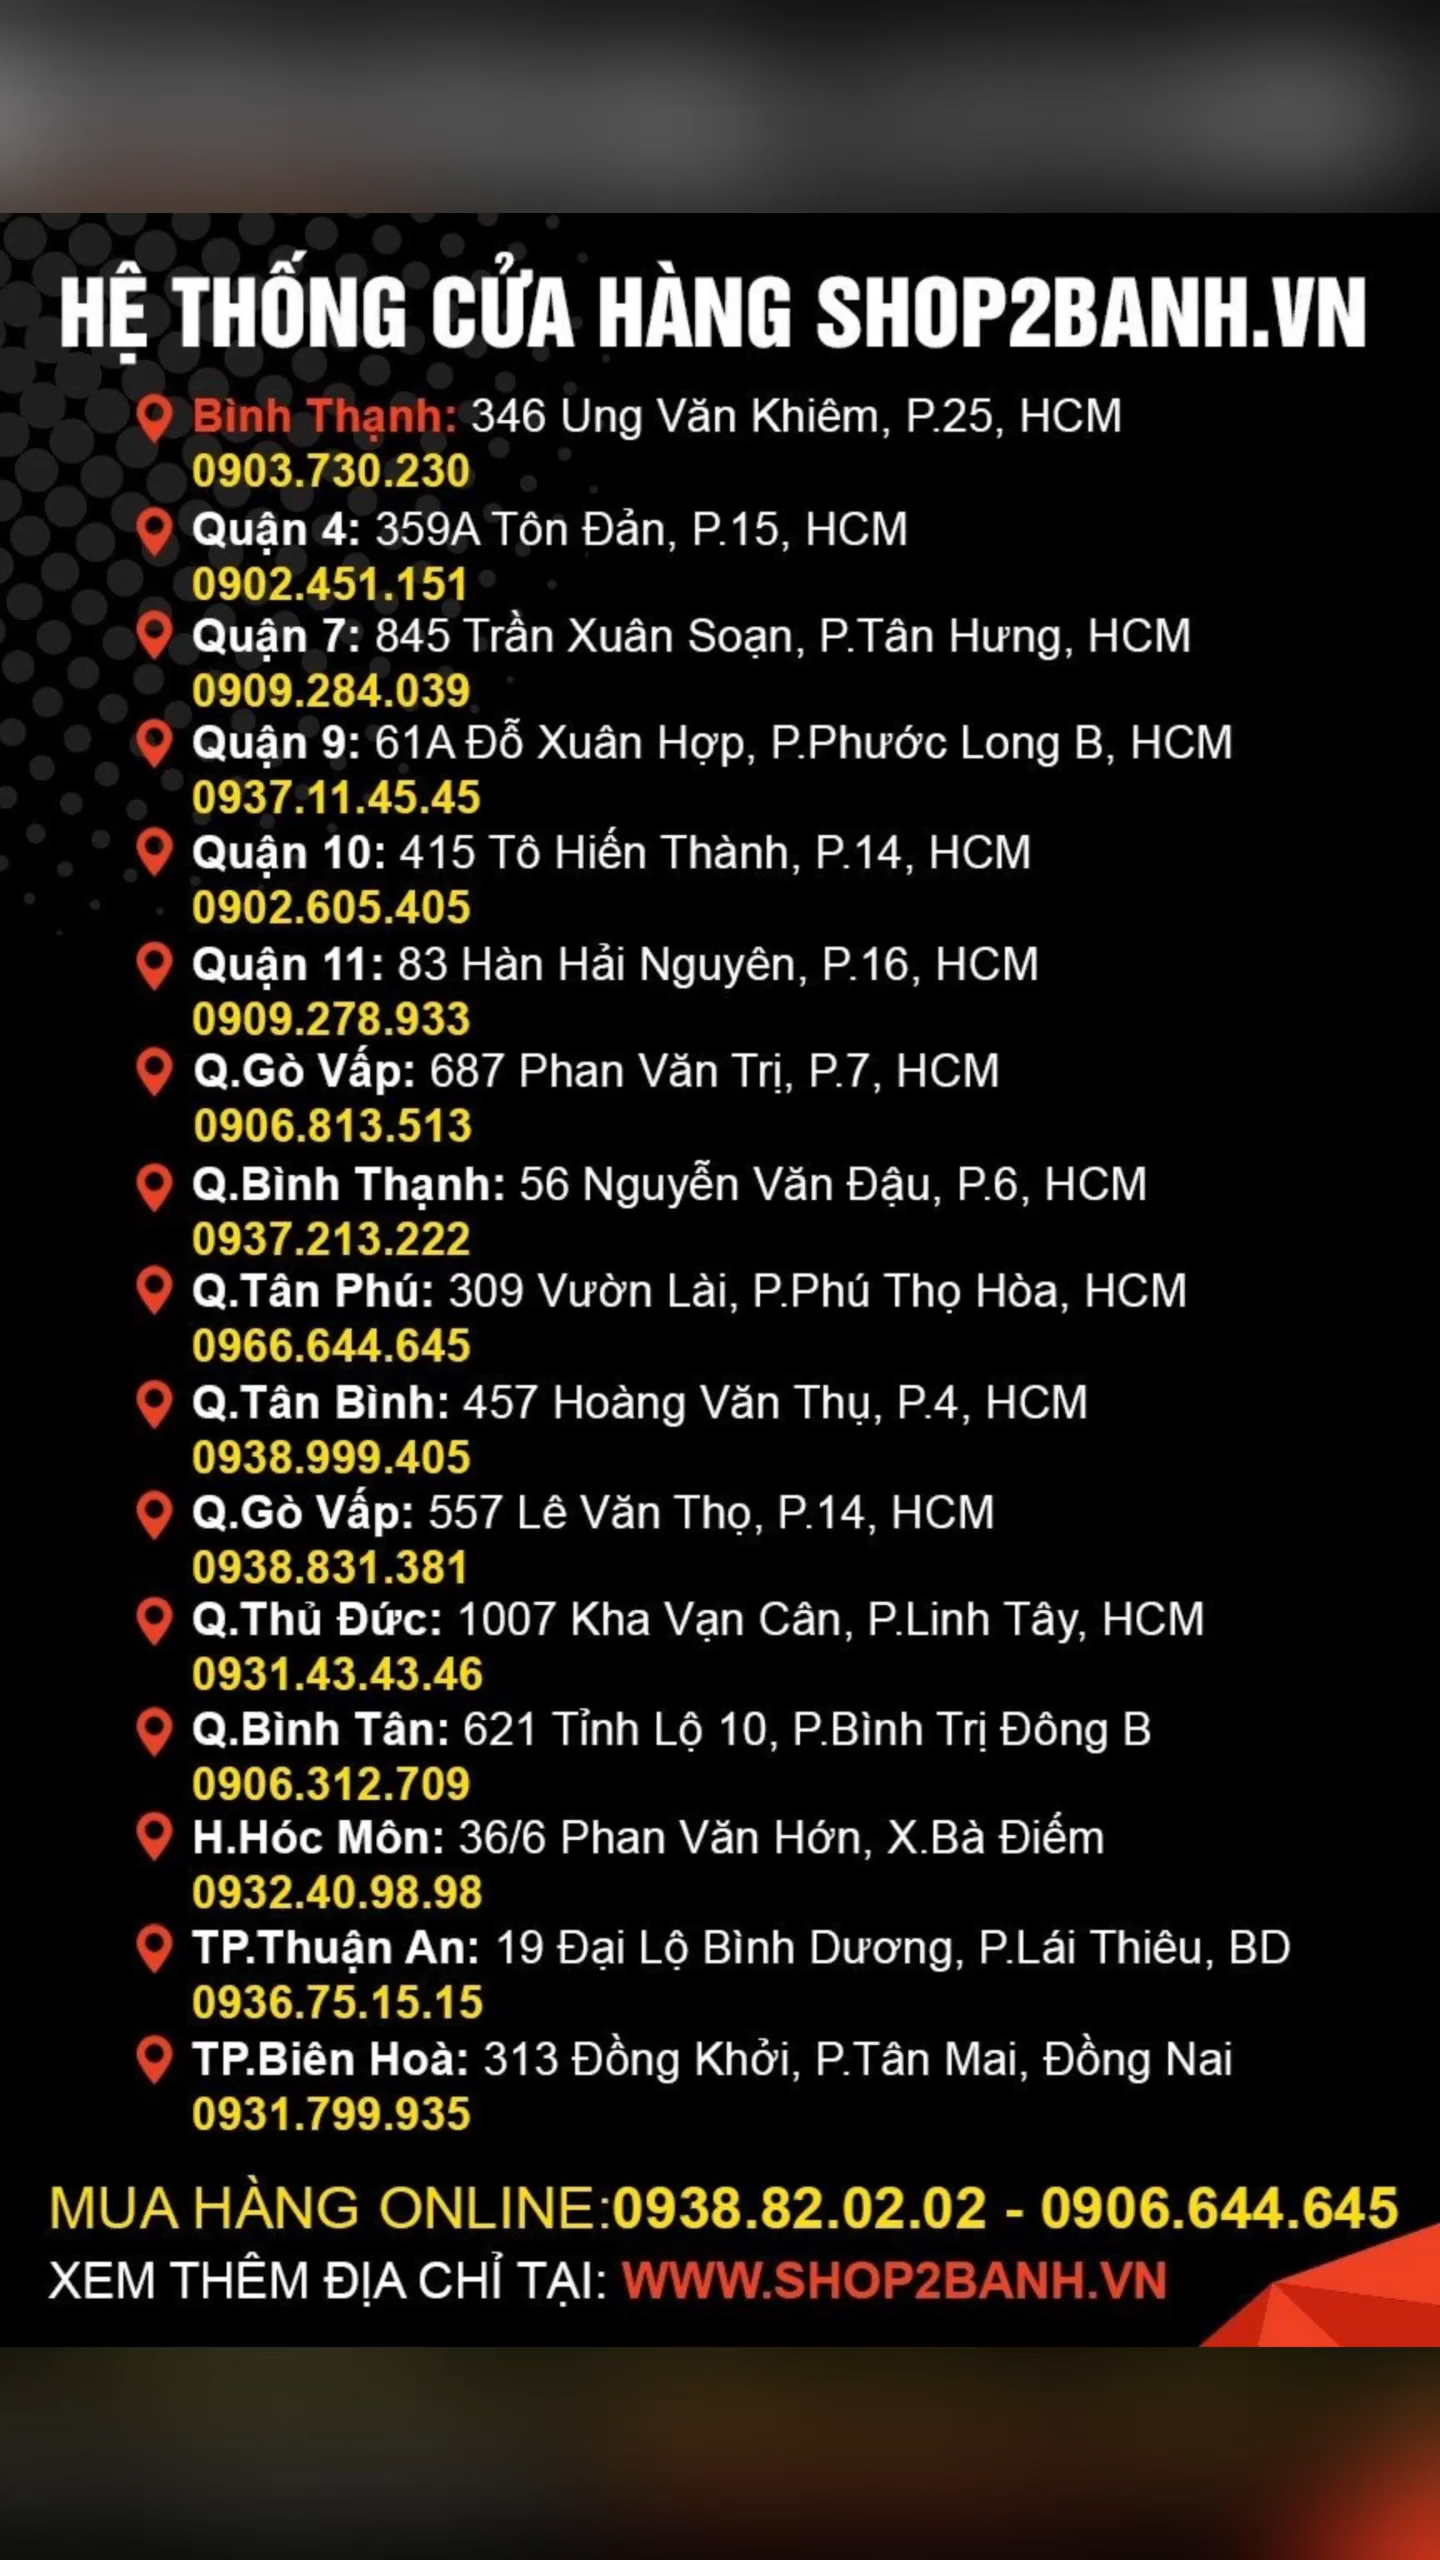 HỆ THỐNG CỬA HÀNG SHOP2BANH.VN
Bình Thạnh: 346 Ung Văn Khiêm, P.25, HCM
0903.730.230
Quận 4: 359A Tôn Đản, P.15, HCM
0902.451.151
Quận 7: 845 Trần Xuân Soạn, P.Tân Hưng, HCM
0909.284.039
Quận 9: 61A Đỗ Xuân Hợp, P.Phước Long B, HCM
0937.11.45.45
Quận 10: 415 Tô Hiến Thành, P.14, HCM
0902.605.405
Quận 11: 83 Hàn Hải Nguyên, P.16, HCM
0909.278.933
Q.Gò Vấp: 687 Phan Văn Trị, P.7, HCM
0906.813.513
Q.Bình Thạnh: 56 Nguyễn Văn Đậu, P.6, HCM
0937.213.222
Q.Tân Phú: 309 Vườn Lài, P.Phú Thọ Hòa, HCM
0966.644.645
Q.Tân Bình: 457 Hoàng Văn Thụ, P.4, HCM
0938.999.405
Q.Gò Vấp: 557 Lê Văn Thọ, P.14, HCM
0938.831.381
Q.Thủ Đức: 1007 Kha Vạn Cân, P.Linh Tây, HCM
0931.43.43.46
Q.Bình Tân: 621 Tỉnh Lộ 10, P.Bình Trị Đông B
0906.312.709
H.Hóc Môn: 36/6 Phan Văn Hớn, X.Bà Điểm
0932.40.98.98
TP.Thuận An: 19 Đại Lộ Bình Dương, P.Lái Thiêu, BD
0936.75.15.15
TP.Biên Hoà: 313 Đồng Khởi, P.Tân Mai, Đồng Nai
0931.799.935
MUA HÀNG ONLINE:0938.82.02.02 - 0906.644.645
XEM THÊM ĐỊA CHỈ TẠI: WWW.SHOP2BANH.VN